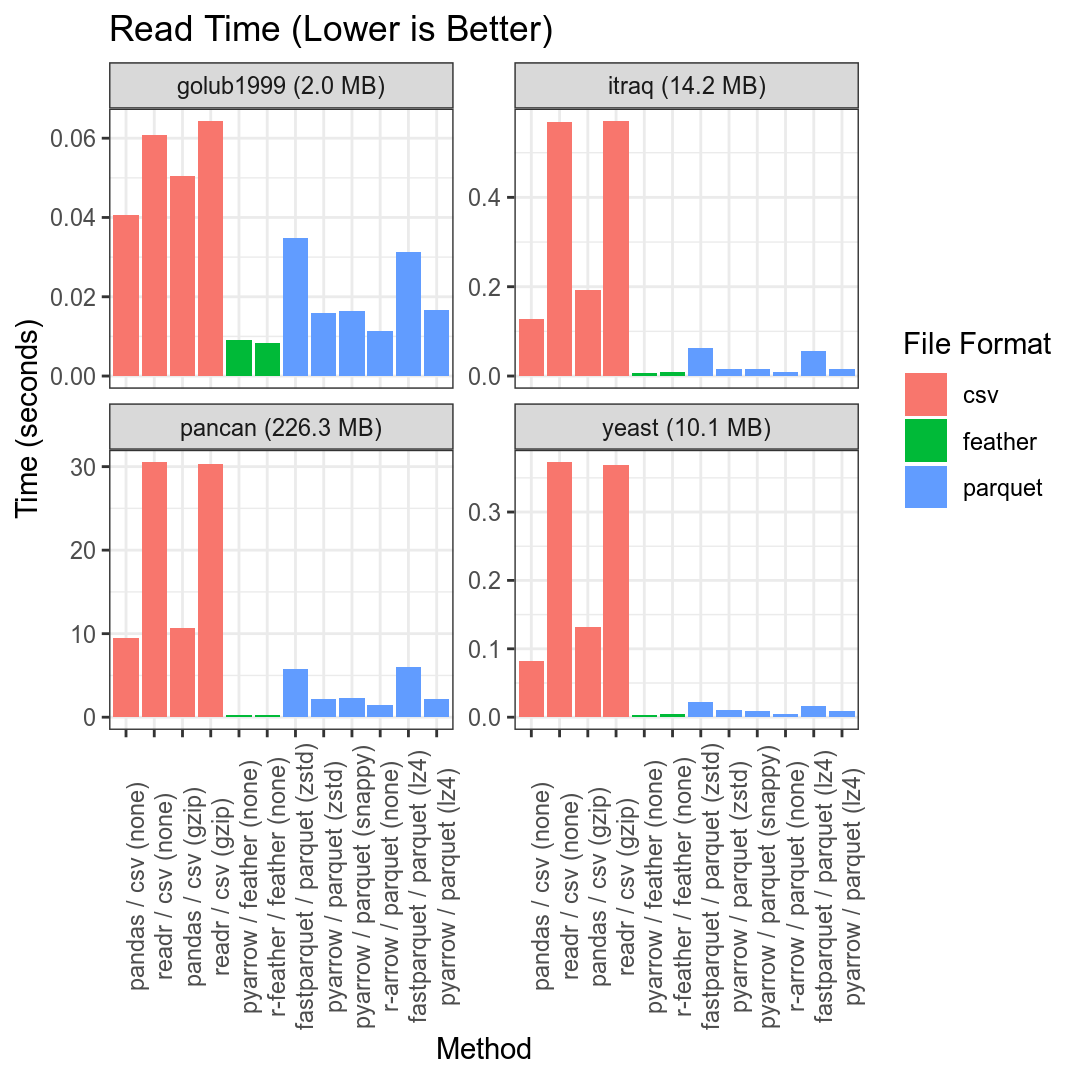 Read Time (Lower is Better)
golub1999 (2.0 MB)
itraq (14.2 MB)
0.06
0.04
0.02
0.00
0.4
0.2
0.0
pancan (226.3 MB)
yeast (10.1 MB)
30
20
10
0
0.3
0.2
0.1
0.0
Time (seconds)
File Format
csv
feather
parquet
pandas / csv (none)
readr / csv (none)
pandas / csv (gzip)
readr / csv (gzip)
pyarrow / feather (none)
r-feather / feather (none)
fastparquet / parquet (zstd)
pyarrow / parquet (zstd)
pyarrow / parquet (snappy)
r-arrow / parquet (none)
fastparquet / parquet (lz4)
pyarrow / parquet (lz4)
pandas / csv (none)
readr / csv (none)
pandas / csv (gzip)
readr / csv (gzip)
pyarrow / feather (none)
r-feather / feather (none)
fastparquet / parquet (zstd)
pyarrow / parquet (zstd)
pyarrow / parquet (snappy)
r-arrow / parquet (none)
fastparquet / parquet (lz4)
pyarrow / parquet (lz4)
Method